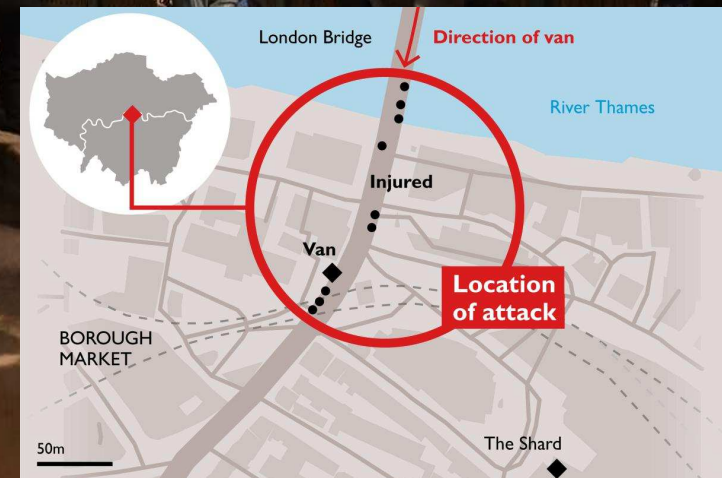 London Bridge
Direction of van
River Thames
Injured
Van
Location
of attack
BOROUGH
MARKET
50m
The Shard